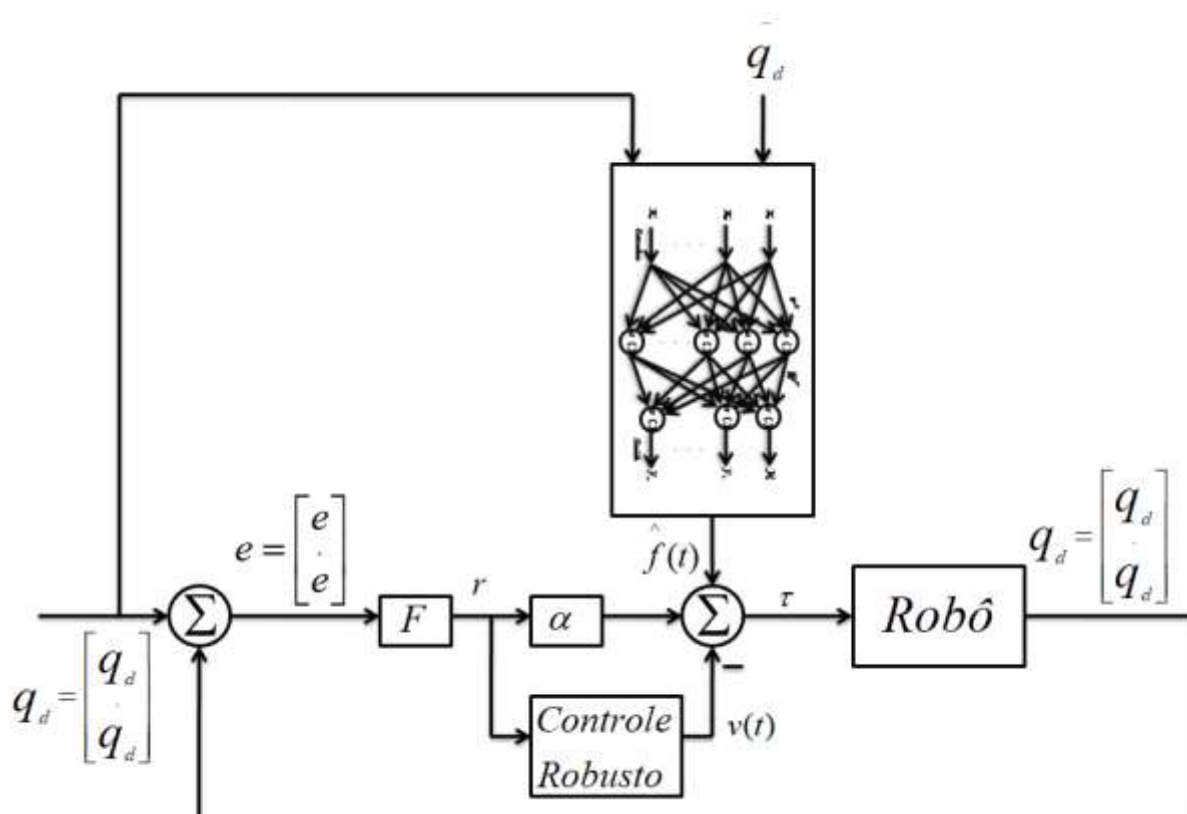 q_d
x x x
f̂(t)
e = [e ė]
q_d = [q_d q̇_d]
r
τ
F
α
Σ
Σ
Robô
q_d = [q_d q̇_d]
−
Controle
Robusto
v(t)